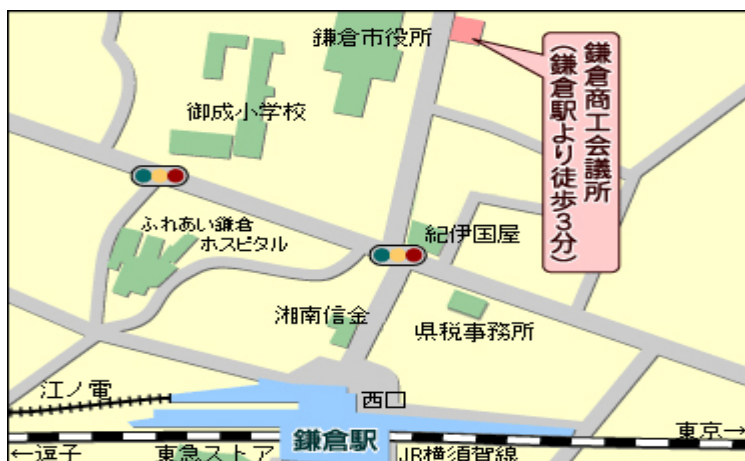 鎌倉市役所
御成小学校
鎌倉商工会議所
（鎌倉駅より徒歩3分）
ふれあい鎌倉
ホスピタル
紀伊国屋
湘南信金
県税事務所
江ノ電
西口
東京→
鎌倉駅
←逗子
東急ストア
JR横須賀線